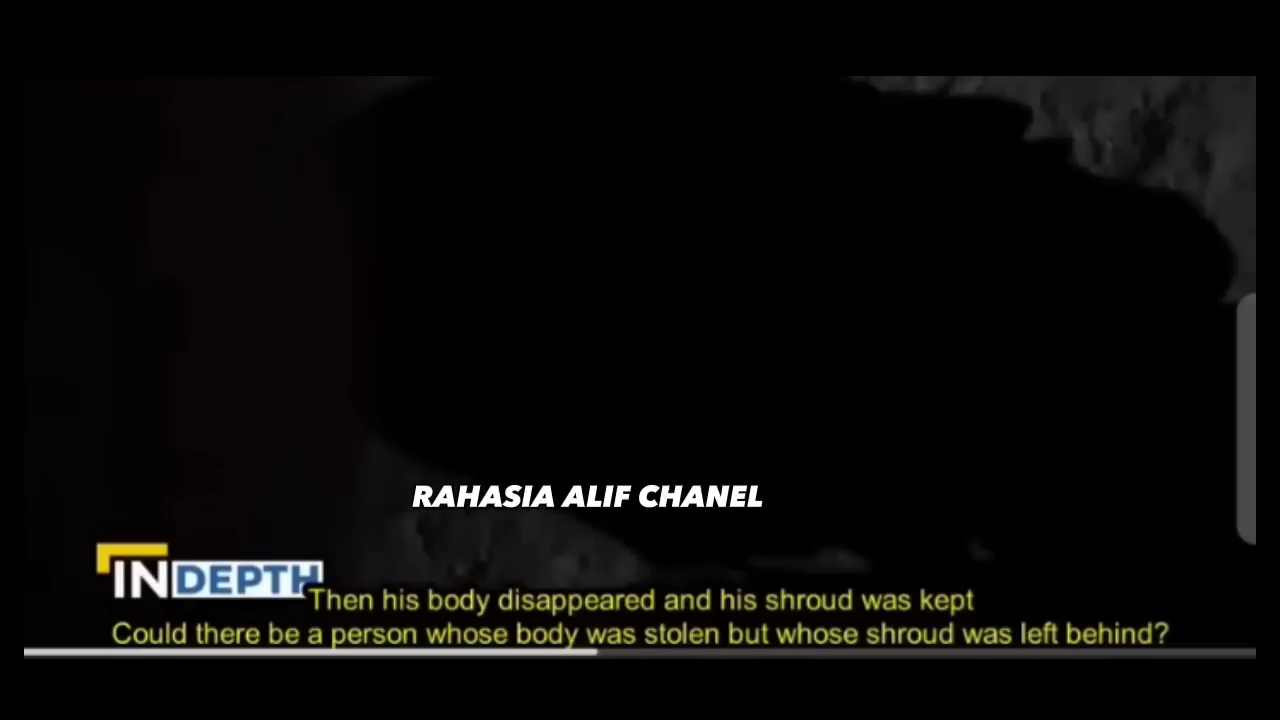 RAHASIA ALIF CHANEL
INDEPTH
Then his body disappeared and his shroud was kept
Could there be a person whose body was stolen but whose shroud was left behind?